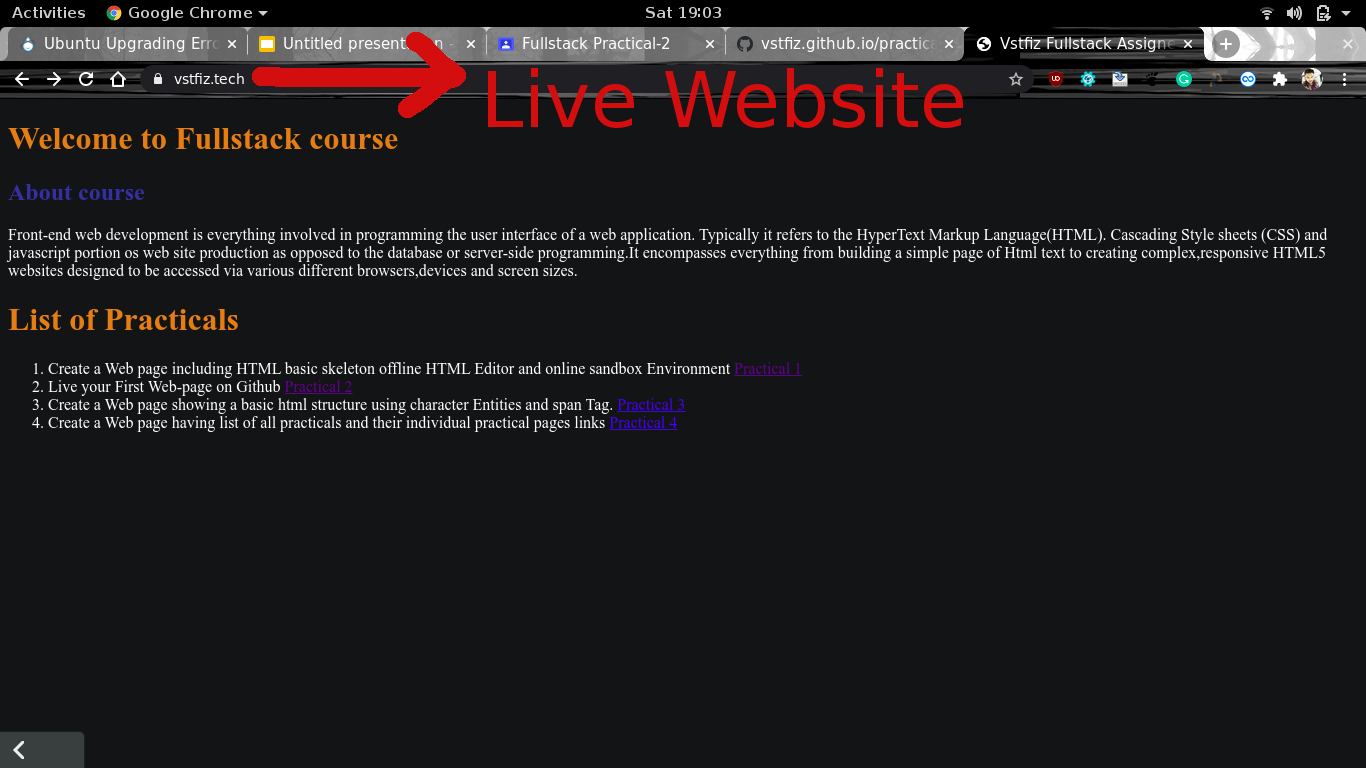 Activities Google Chrome Sat 19:03
Ubuntu Upgrading Erro Untitled present n - Fullstack Practical-2 vstfiz.github.io/practica Vstfiz Fullstack Assigne
vstfiz.tech
Live Website
Welcome to Fullstack course
About course
Front-end web development is everything involved in programming the user interface of a web application. Typically it refers to the HyperText Markup Language(HTML). Cascading Style sheets (CSS) and
javascript portion os web site production as opposed to the database or server-side programming.It encompasses everything from building a simple page of Html text to creating complex,responsive HTML5
websites designed to be accessed via various different browsers,devices and screen sizes.
List of Practicals
1. Create a Web page including HTML basic skeleton offline HTML Editor and online sandbox Environment Practical 1
2. Live your First Web-page on Github Practical 2
3. Create a Web page showing a basic html structure using character Entities and span Tag. Practical 3
4. Create a Web page having list of all practicals and their individual practical pages links Practical 4